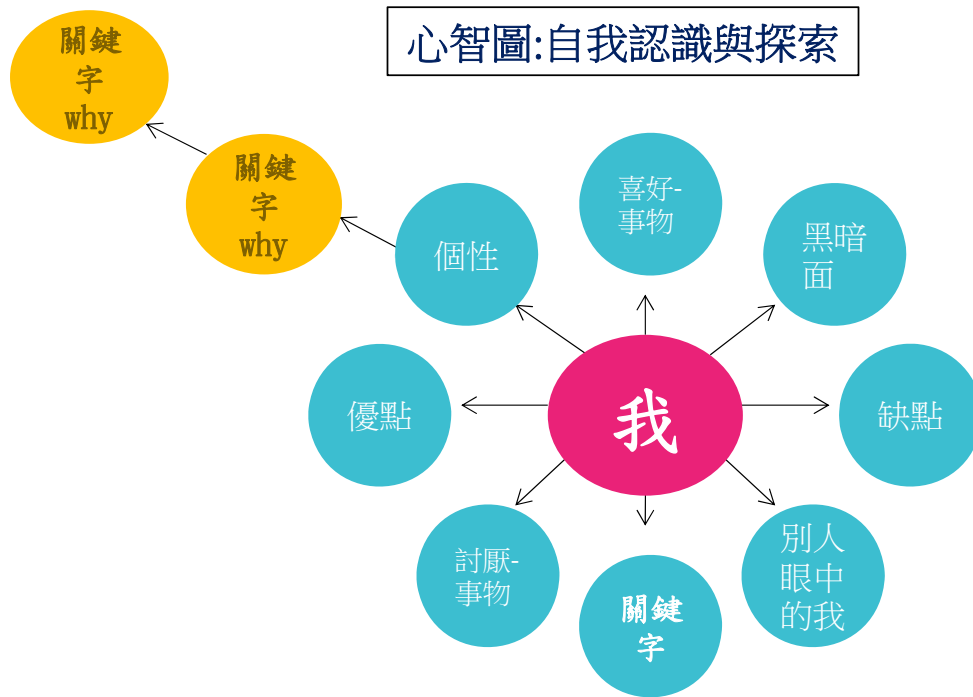 心智圖:自我認識與探索
關鍵
字
why
關鍵
字
why
個性
喜好-
事物
黑暗
面
優點
我
缺點
討厭-
事物
關鍵
字
別人
眼中
的我